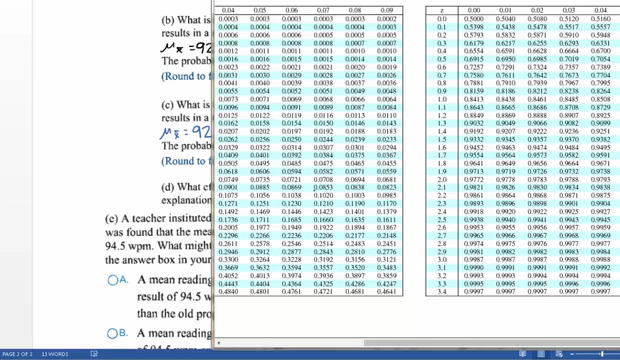 (b) What is
results in a
μx̄ = 92
The probab
(Round to f
(c) What is
results in a
μx̄ = 92
The probab
(Round to f
(d) What ef
explanation
(e) A teacher instituted
was found that the mea
94.5 wpm. What might
the answer box in your
A. A mean reading
result of 94.5 w
than the old pro
B. A mean reading
of 94.5 wpm
0.04 0.05 0.06 0.07 0.08 0.09
0.0003 0.0003 0.0003 0.0003 0.0003 0.0002
0.0004 0.0004 0.0004 0.0004 0.0004 0.0003
0.0006 0.0006 0.0006 0.0005 0.0005 0.0005
0.0008 0.0008 0.0008 0.0008 0.0007 0.0007
0.0012 0.0011 0.0011 0.0011 0.0010 0.0010
0.0016 0.0016 0.0015 0.0015 0.0014 0.0014
0.0023 0.0022 0.0021 0.0021 0.0020 0.0019
0.0031 0.0030 0.0029 0.0028 0.0027 0.0026
0.0041 0.0040 0.0039 0.0038 0.0037 0.0036
0.0055 0.0054 0.0052 0.0051 0.0049 0.0048
0.0073 0.0071 0.0069 0.0068 0.0066 0.0064
0.0096 0.0094 0.0091 0.0089 0.0087 0.0084
0.0125 0.0122 0.0119 0.0116 0.0113 0.0110
0.0162 0.0158 0.0154 0.0150 0.0146 0.0143
0.0207 0.0202 0.0197 0.0192 0.0188 0.0183
0.0262 0.0256 0.0250 0.0244 0.0239 0.0233
0.0329 0.0322 0.0314 0.0307 0.0301 0.0294
0.0409 0.0401 0.0392 0.0384 0.0375 0.0367
0.0505 0.0495 0.0485 0.0475 0.0465 0.0455
0.0618 0.0606 0.0594 0.0582 0.0571 0.0559
0.0749 0.0735 0.0721 0.0708 0.0694 0.0681
0.0901 0.0885 0.0869 0.0853 0.0838 0.0823
0.1075 0.1056 0.1038 0.1020 0.1003 0.0985
0.1271 0.1251 0.1230 0.1210 0.1190 0.1170
0.1492 0.1469 0.1446 0.1423 0.1401 0.1379
0.1736 0.1711 0.1685 0.1660 0.1635 0.1611
0.2005 0.1977 0.1949 0.1922 0.1894 0.1867
0.2296 0.2266 0.2236 0.2206 0.2177 0.2148
0.2611 0.2578 0.2546 0.2514 0.2483 0.2451
0.2946 0.2912 0.2877 0.2843 0.2810 0.2776
0.3300 0.3264 0.3228 0.3192 0.3156 0.3121
0.3669 0.3632 0.3594 0.3557 0.3520 0.3483
0.4052 0.4013 0.3974 0.3936 0.3897 0.3859
0.4443 0.4404 0.4364 0.4325 0.4286 0.4247
0.4840 0.4801 0.4761 0.4721 0.4681 0.4641
z 0.00 0.01 0.02 0.03 0.04
0.0 0.5000 0.5040 0.5080 0.5120 0.5160
0.1 0.5398 0.5438 0.5478 0.5517 0.5557
0.2 0.5793 0.5832 0.5871 0.5910 0.5948
0.3 0.6179 0.6217 0.6255 0.6293 0.6331
0.4 0.6554 0.6591 0.6628 0.6664 0.6700
0.5 0.6915 0.6950 0.6985 0.7019 0.7054
0.6 0.7257 0.7291 0.7324 0.7357 0.7389
0.7 0.7580 0.7611 0.7642 0.7673 0.7704
0.8 0.7881 0.7910 0.7939 0.7967 0.7995
0.9 0.8159 0.8186 0.8212 0.8238 0.8264
1.0 0.8413 0.8438 0.8461 0.8485 0.8508
1.1 0.8643 0.8665 0.8686 0.8708 0.8729
1.2 0.8849 0.8869 0.8888 0.8907 0.8925
1.3 0.9032 0.9049 0.9066 0.9082 0.9099
1.4 0.9192 0.9207 0.9222 0.9236 0.9251
1.5 0.9332 0.9345 0.9357 0.9370 0.9382
1.6 0.9452 0.9463 0.9474 0.9484 0.9495
1.7 0.9554 0.9564 0.9573 0.9582 0.9591
1.8 0.9641 0.9649 0.9656 0.9664 0.9671
1.9 0.9713 0.9719 0.9726 0.9732 0.9738
2.0 0.9772 0.9778 0.9783 0.9788 0.9793
2.1 0.9821 0.9826 0.9830 0.9834 0.9838
2.2 0.9861 0.9864 0.9868 0.9871 0.9875
2.3 0.9893 0.9896 0.9898 0.9901 0.9904
2.4 0.9918 0.9920 0.9922 0.9925 0.9927
2.5 0.9938 0.9940 0.9941 0.9943 0.9945
2.6 0.9953 0.9955 0.9956 0.9957 0.9959
2.7 0.9965 0.9966 0.9967 0.9968 0.9969
2.8 0.9974 0.9975 0.9976 0.9977 0.9977
2.9 0.9981 0.9982 0.9982 0.9983 0.9984
3.0 0.9987 0.9987 0.9987 0.9988 0.9988
3.1 0.9990 0.9991 0.9991 0.9991 0.9992
3.2 0.9993 0.9993 0.9994 0.9994 0.9994
3.3 0.9995 0.9995 0.9995 0.9996 0.9996
3.4 0.9997 0.9997 0.9997 0.9997 0.9997
PAGE 2 OF 2 13 WORDS